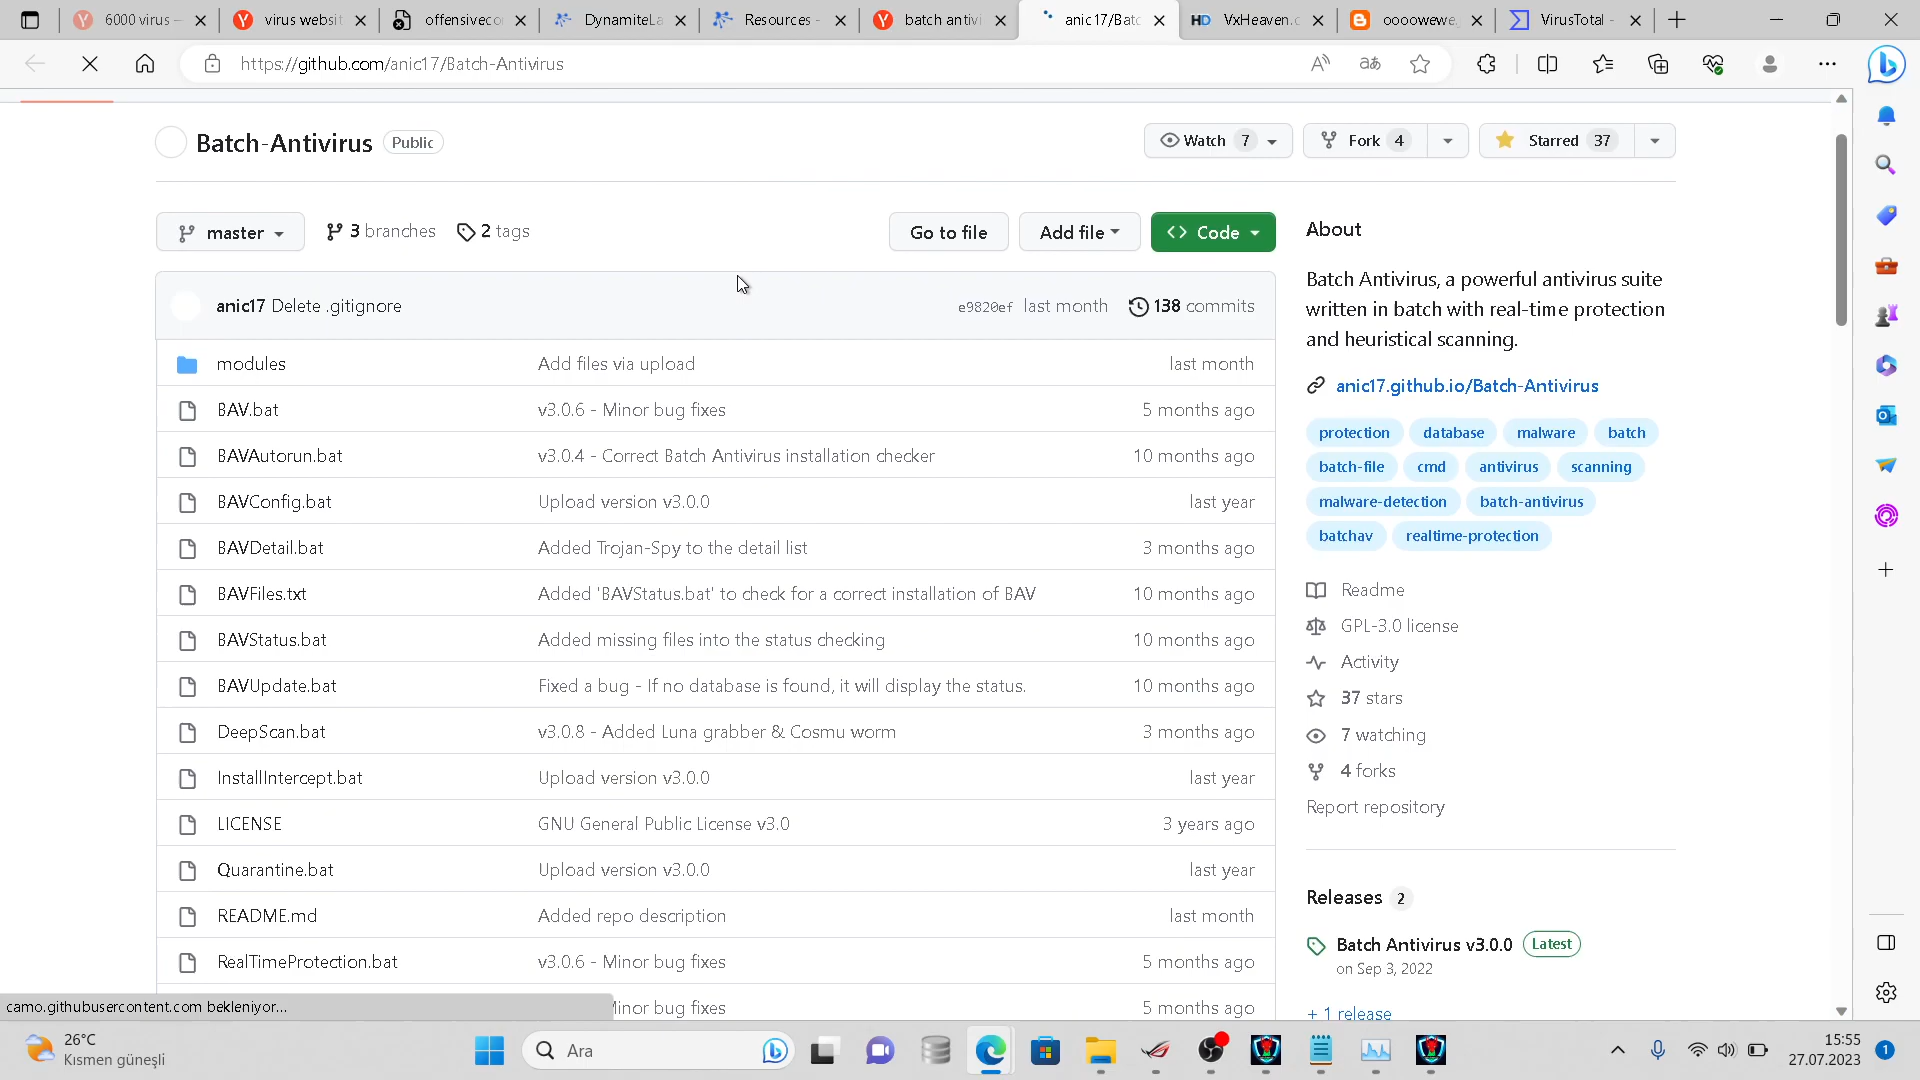 6000 virus –
virus websit
offensiveco
DynamiteLa
Resources -
batch antiv
anic17/Batc
VxHeaven.c
oooowewe
VirusTotal -
https://github.com/anic17/Batch-Antivirus
Batch-Antivirus
Public
Watch 7
Fork 4
Starred 37
master
3 branches
2 tags
Go to file
Add file
Code
anic17 Delete .gitignore
e9820ef last month
138 commits
modules
Add files via upload
last month
BAV.bat
v3.0.6 - Minor bug fixes
5 months ago
BAVAutorun.bat
v3.0.4 - Correct Batch Antivirus installation checker
10 months ago
BAVConfig.bat
Upload version v3.0.0
last year
BAVDetail.bat
Added Trojan-Spy to the detail list
3 months ago
BAVFiles.txt
Added 'BAVStatus.bat' to check for a correct installation of BAV
10 months ago
BAVStatus.bat
Added missing files into the status checking
10 months ago
BAVUpdate.bat
Fixed a bug - If no database is found, it will display the status.
10 months ago
DeepScan.bat
v3.0.8 - Added Luna grabber & Cosmu worm
3 months ago
InstallIntercept.bat
Upload version v3.0.0
last year
LICENSE
GNU General Public License v3.0
3 years ago
Quarantine.bat
Upload version v3.0.0
last year
README.md
Added repo description
last month
RealTimeProtection.bat
v3.0.6 - Minor bug fixes
5 months ago
Minor bug fixes
5 months ago
About
Batch Antivirus, a powerful antivirus suite
written in batch with real-time protection
and heuristical scanning.
anic17.github.io/Batch-Antivirus
protection
database
malware
batch
batch-file
cmd
antivirus
scanning
malware-detection
batch-antivirus
batchav
realtime-protection
Readme
GPL-3.0 license
Activity
37 stars
7 watching
4 forks
Report repository
Releases 2
Batch Antivirus v3.0.0
Latest
on Sep 3, 2022
+ 1 release
camo.githubusercontent.com bekleniyor...
26°C
Kısmen güneşli
Ara
15:55
27.07.2023
1